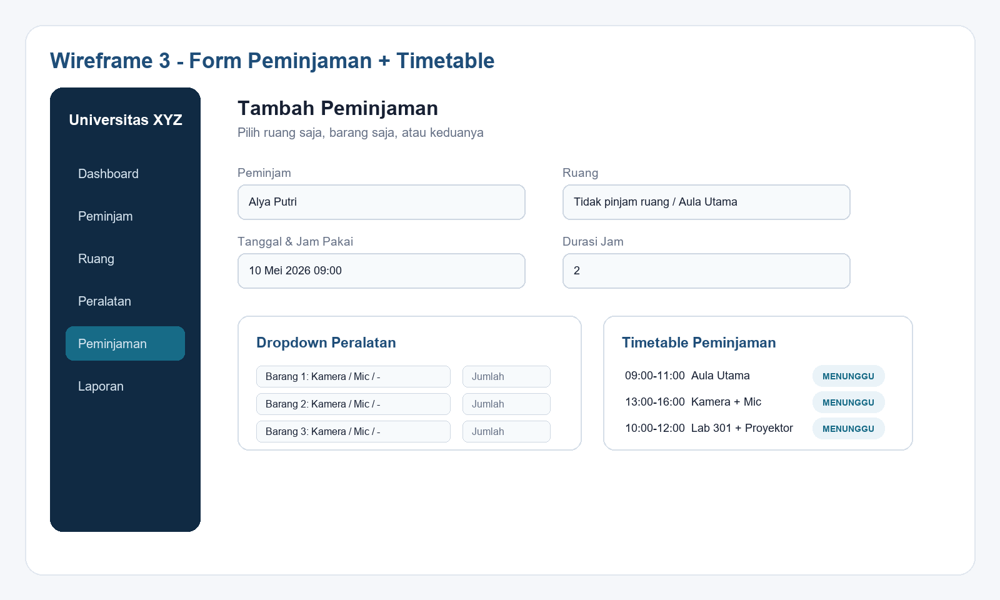 Wireframe 3 - Form Peminjaman + Timetable
Universitas XYZ
Dashboard
Peminjam
Ruang
Peralatan
Peminjaman
Laporan
Tambah Peminjaman
Pilih ruang saja, barang saja, atau keduanya
Peminjam
Alya Putri
Ruang
Tidak pinjam ruang / Aula Utama
Tanggal & Jam Pakai
10 Mei 2026 09:00
Durasi Jam
2
Dropdown Peralatan
Barang 1: Kamera / Mic / - Jumlah
Barang 2: Kamera / Mic / - Jumlah
Barang 3: Kamera / Mic / - Jumlah
Timetable Peminjaman
09:00-11:00 Aula Utama MENUNGGU
13:00-16:00 Kamera + Mic MENUNGGU
10:00-12:00 Lab 301 + Proyektor MENUNGGU